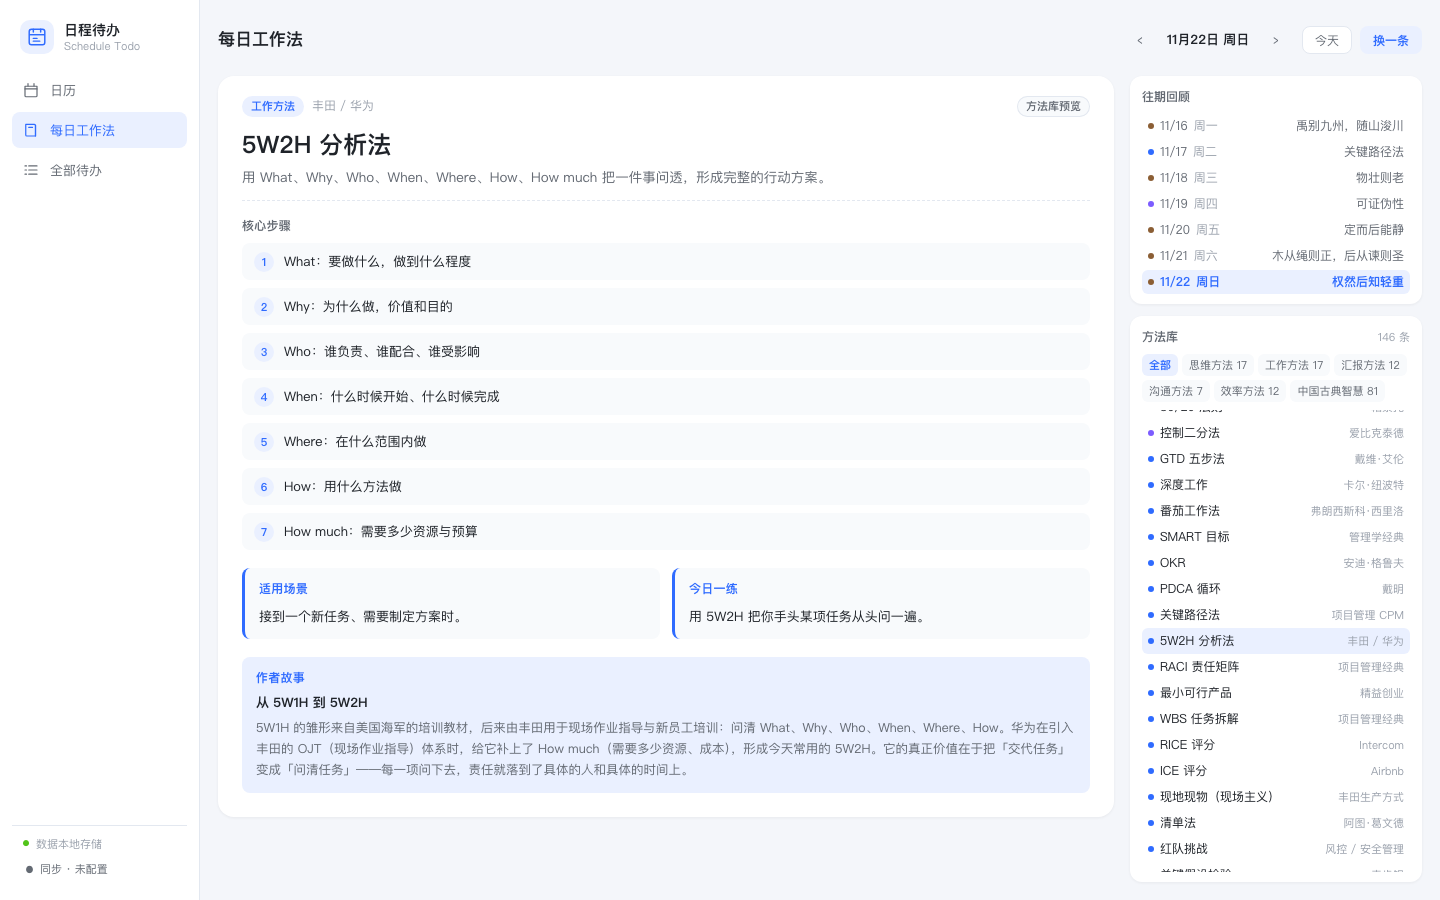 日程待办
Schedule Todo
日历
每日工作法
全部待办
数据本地存储
同步 · 未配置
每日工作法
< 11月22日 周日 > 今天 换一条
工作方法 丰田 / 华为 方法库预览
5W2H 分析法
用 What、Why、Who、When、Where、How、How much 把一件事问透，形成完整的行动方案。
核心步骤
1 What：要做什么，做到什么程度
2 Why：为什么做，价值和目的
3 Who：谁负责、谁配合、谁受影响
4 When：什么时候开始、什么时候完成
5 Where：在什么范围内做
6 How：用什么方法做
7 How much：需要多少资源与预算
适用场景
接到一个新任务、需要制定方案时。
今日一练
用 5W2H 把你手头某项任务从头问一遍。
作者故事
从 5W1H 到 5W2H
5W1H 的雏形来自美国海军的培训教材，后来由丰田用于现场作业指导与新员工培训：问清 What、Why、Who、When、Where、How。华为在引入
丰田的 OJT（现场作业指导）体系时，给它补上了 How much（需要多少资源、成本），形成今天常用的 5W2H。它的真正价值在于把「交代任务」
变成「问清任务」——每一项问下去，责任就落到了具体的人和具体的时间上。
往期回顾
11/16 周一 禹别九州，随山浚川
11/17 周二 关键路径法
11/18 周三 物壮则老
11/19 周四 可证伪性
11/20 周五 定而后能静
11/21 周六 木从绳则正，后从谏则圣
11/22 周日 权然后知轻重
方法库 146 条
全部 思维方法 17 工作方法 17 汇报方法 12
沟通方法 7 效率方法 12 中国古典智慧 81
控制二分法 爱比克泰德
GTD 五步法 戴维·艾伦
深度工作 卡尔·纽波特
番茄工作法 弗朗西斯科·西里洛
SMART 目标 管理学经典
OKR 安迪·格鲁夫
PDCA 循环 戴明
关键路径法 项目管理 CPM
5W2H 分析法 丰田 / 华为
RACI 责任矩阵 项目管理经典
最小可行产品 精益创业
WBS 任务拆解 项目管理经典
RICE 评分 Intercom
ICE 评分 Airbnb
现地现物（现场主义） 丰田生产方式
清单法 阿图·葛文德
红队挑战 风控 / 安全管理